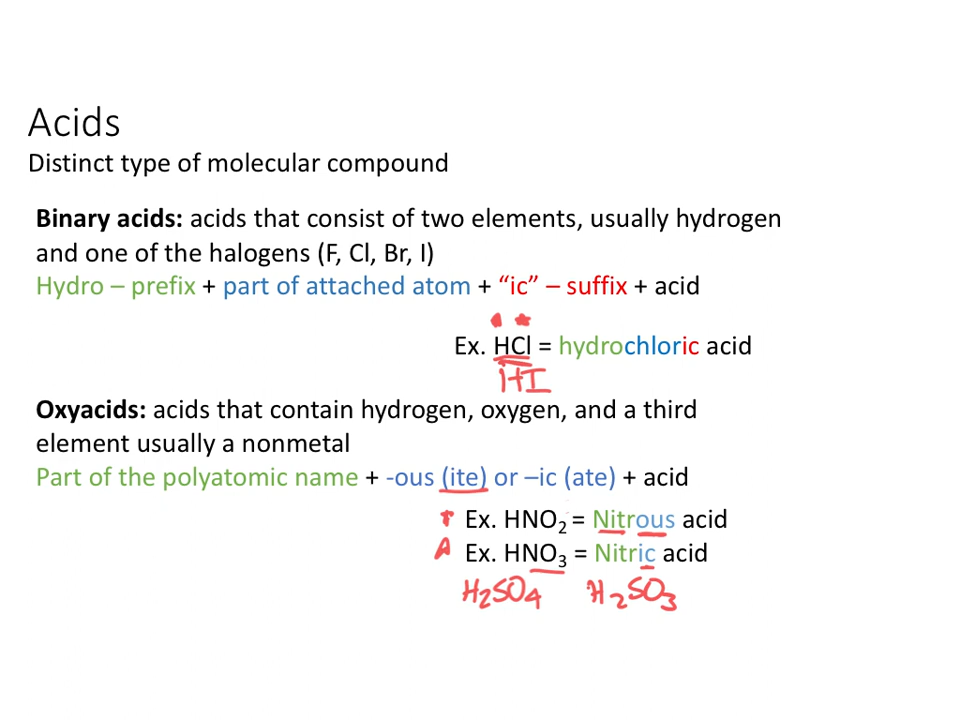 Acids
Distinct type of molecular compound
Binary acids: acids that consist of two elements, usually hydrogen
and one of the halogens (F, Cl, Br, I)
Hydro – prefix + part of attached atom + “ic” – suffix + acid
Ex. HCl = hydrochloric acid
HI
Oxyacids: acids that contain hydrogen, oxygen, and a third
element usually a nonmetal
Part of the polyatomic name + -ous (ite) or –ic (ate) + acid
Ex. HNO₂ = Nitrous acid
Ex. HNO₃ = Nitric acid
H₂SO₄ H₂SO₃